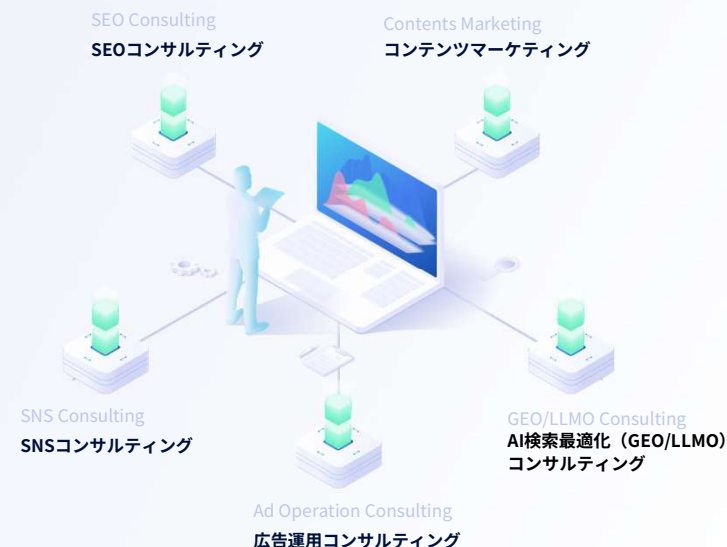 SEO Consulting
SEOコンサルティング
Contents Marketing
コンテンツマーケティング
SNS Consulting
SNSコンサルティング
GEO/LLMO Consulting
AI検索最適化（GEO/LLMO）
コンサルティング
Ad Operation Consulting
広告運用コンサルティング